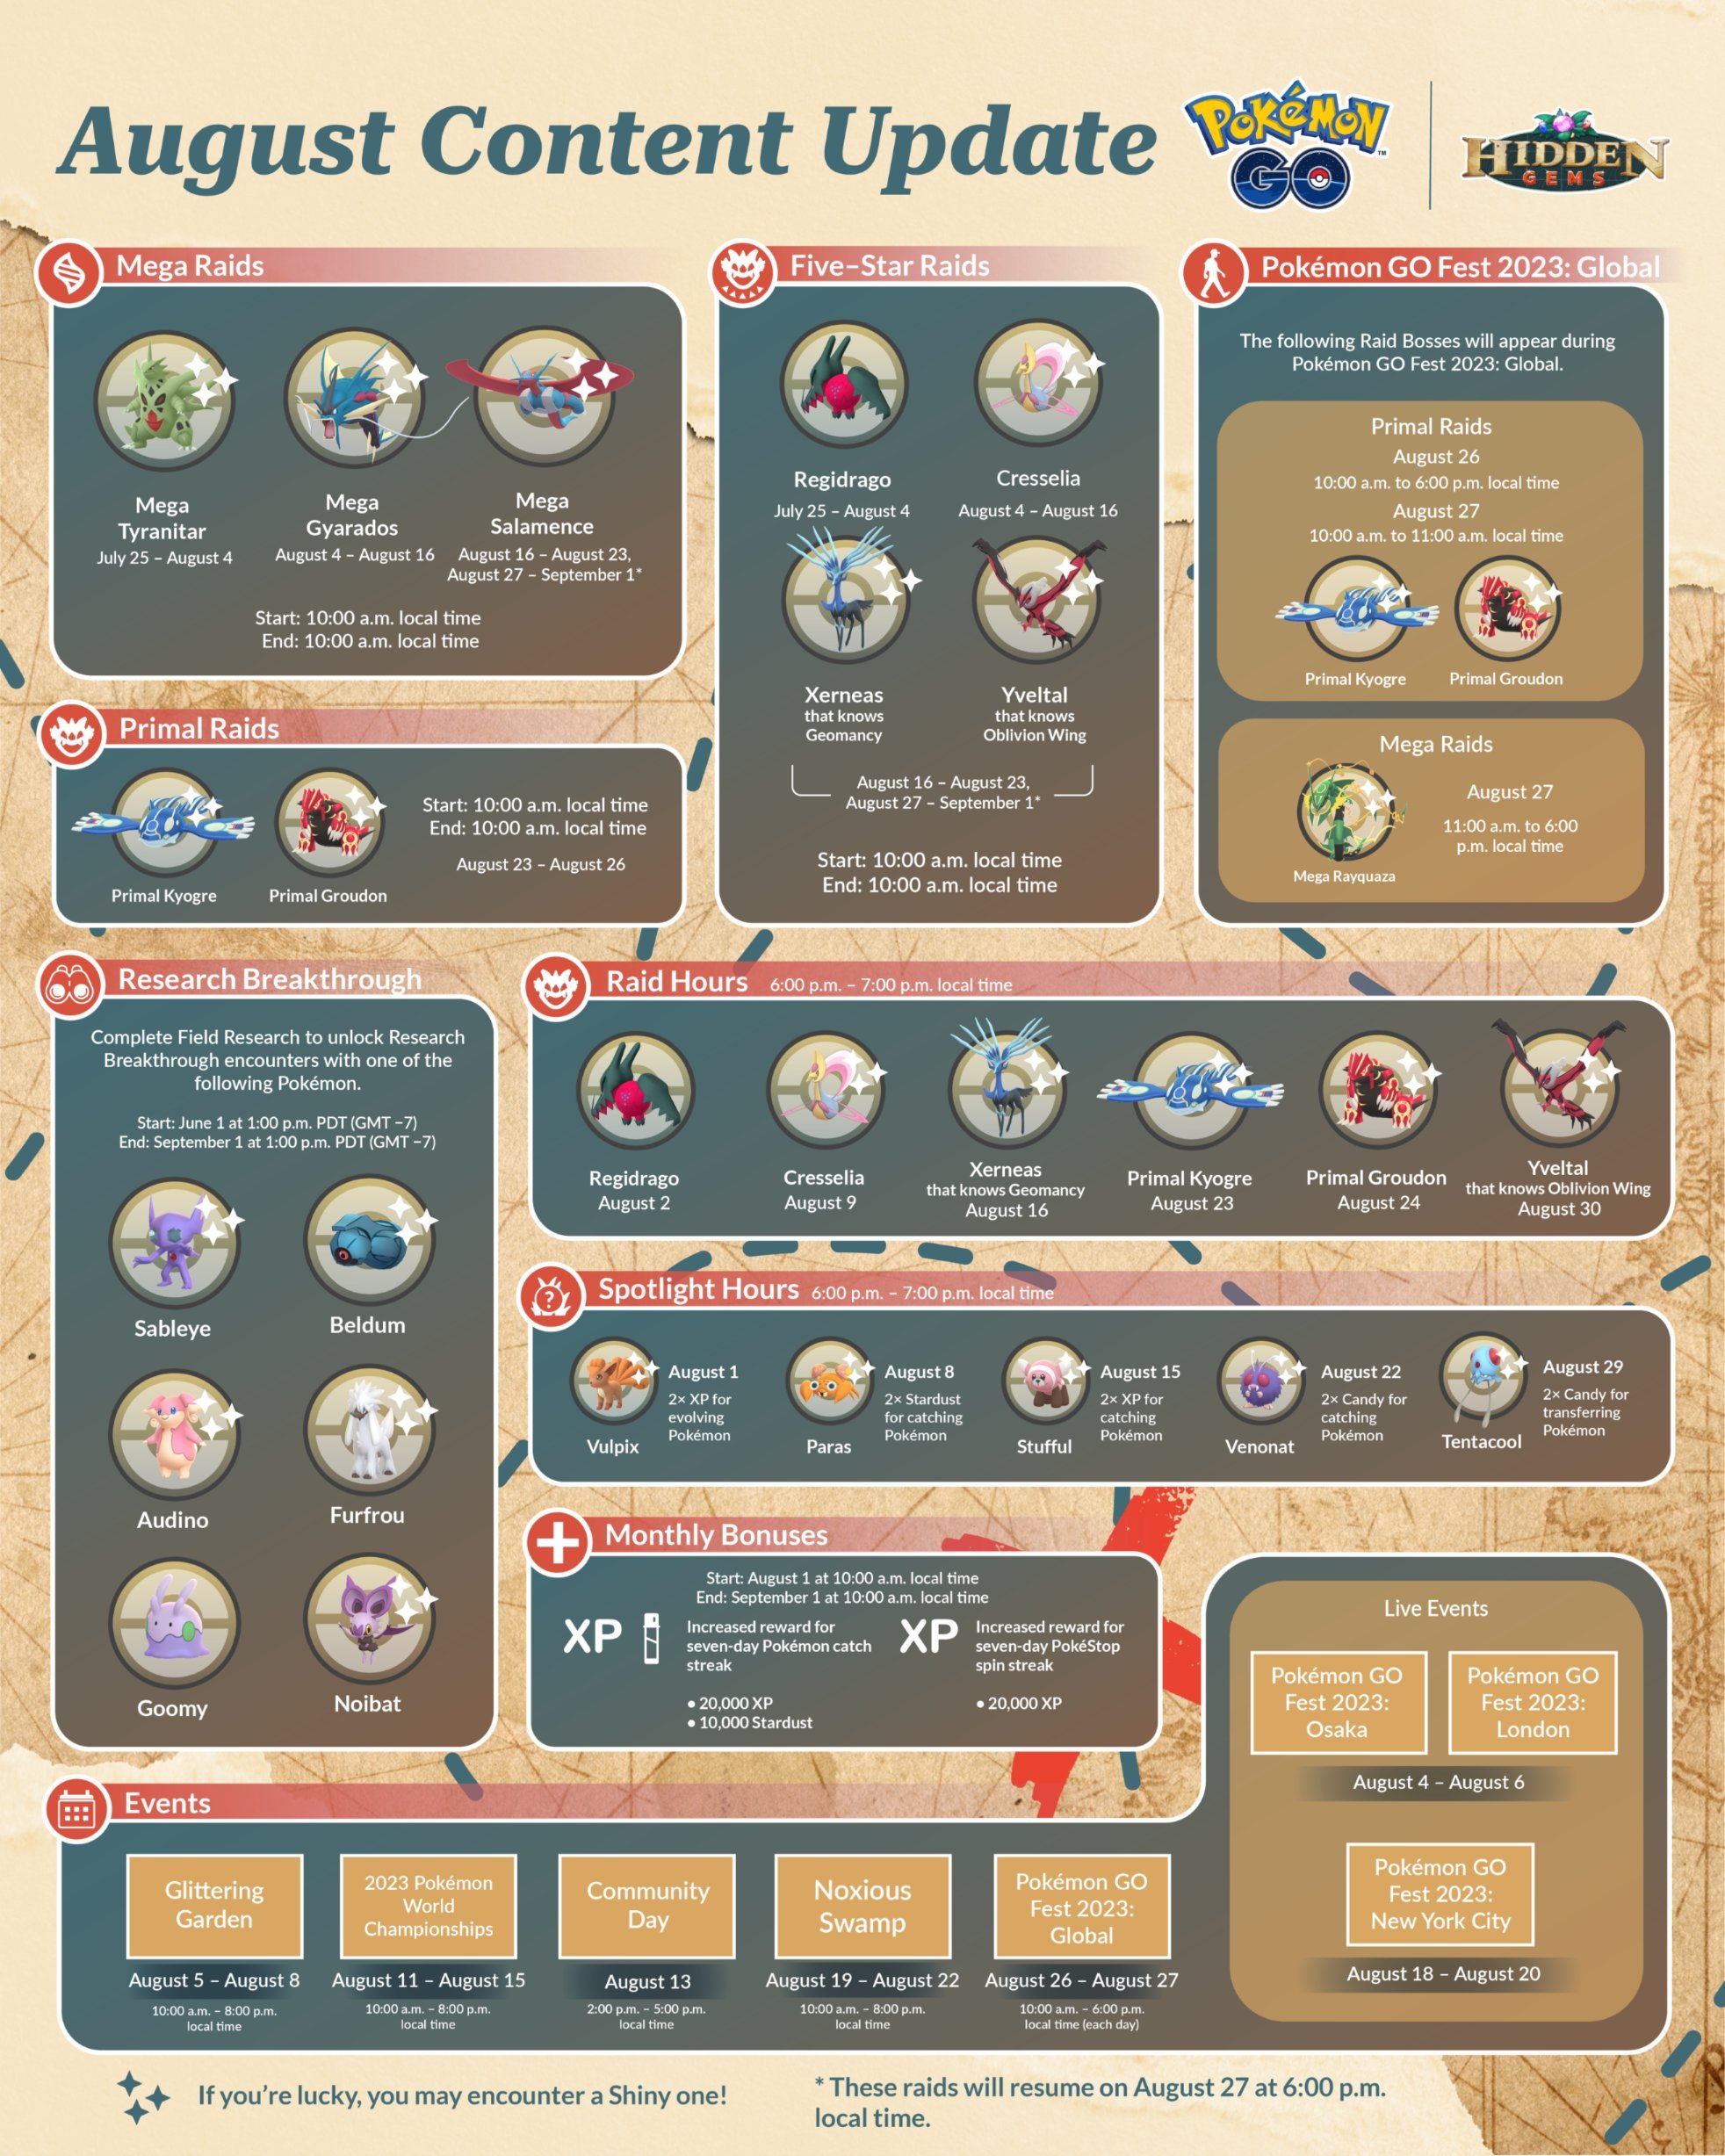 August Content Update
POKÉMON
GO
TM
HIDDEN
GEMS
Mega Raids
Mega
Tyranitar
July 25 – August 4
Mega
Gyarados
August 4 – August 16
Mega
Salamence
August 16 – August 23,
August 27 – September 1*
Start: 10:00 a.m. local time
End: 10:00 a.m. local time
Primal Raids
Primal Kyogre
Primal Groudon
Start: 10:00 a.m. local time
End: 10:00 a.m. local time
August 23 – August 26
Five–Star Raids
Regidrago
July 25 – August 4
Cresselia
August 4 – August 16
Xerneas
that knows
Geomancy
Yveltal
that knows
Oblivion Wing
August 16 – August 23,
August 27 – September 1*
Start: 10:00 a.m. local time
End: 10:00 a.m. local time
Pokémon GO Fest 2023: Global
The following Raid Bosses will appear during
Pokémon GO Fest 2023: Global.
Primal Raids
August 26
10:00 a.m. to 6:00 p.m. local time
August 27
10:00 a.m. to 11:00 a.m. local time
Primal Kyogre
Primal Groudon
Mega Raids
Mega Rayquaza
August 27
11:00 a.m. to 6:00
p.m. local time
Research Breakthrough
Complete Field Research to unlock Research
Breakthrough encounters with one of the
following Pokémon.
Start: June 1 at 1:00 p.m. PDT (GMT −7)
End: September 1 at 1:00 p.m. PDT (GMT −7)
Sableye
Beldum
Audino
Furfrou
Goomy
Noibat
Raid Hours 6:00 p.m. – 7:00 p.m. local time
Regidrago
August 2
Cresselia
August 9
Xerneas
that knows Geomancy
August 16
Primal Kyogre
August 23
Primal Groudon
August 24
Yveltal
that knows Oblivion Wing
August 30
Spotlight Hours 6:00 p.m. – 7:00 p.m. local time
Vulpix
August 1
2× XP for
evolving
Pokémon
Paras
August 8
2× Stardust
for catching
Pokémon
Stufful
August 15
2× XP for
catching
Pokémon
Venonat
August 22
2× Candy for
catching
Pokémon
Tentacool
August 29
2× Candy for
transferring
Pokémon
Monthly Bonuses
Start: August 1 at 10:00 a.m. local time
End: September 1 at 10:00 a.m. local time
XP
Increased reward for
seven-day Pokémon catch
streak
• 20,000 XP
• 10,000 Stardust
XP
Increased reward for
seven-day PokéStop
spin streak
• 20,000 XP
Events
Glittering
Garden
August 5 – August 8
10:00 a.m. – 8:00 p.m.
local time
2023 Pokémon
World
Championships
August 11 – August 15
10:00 a.m. – 8:00 p.m.
local time
Community
Day
August 13
2:00 p.m. – 5:00 p.m.
local time
Noxious
Swamp
August 19 – August 22
10:00 a.m. – 8:00 p.m.
local time
Pokémon GO
Fest 2023:
Global
August 26 – August 27
10:00 a.m. – 6:00 p.m.
local time (each day)
Live Events
Pokémon GO
Fest 2023:
Osaka
Pokémon GO
Fest 2023:
London
August 4 – August 6
Pokémon GO
Fest 2023:
New York City
August 18 – August 20
If you're lucky, you may encounter a Shiny one!
* These raids will resume on August 27 at 6:00 p.m.
local time.